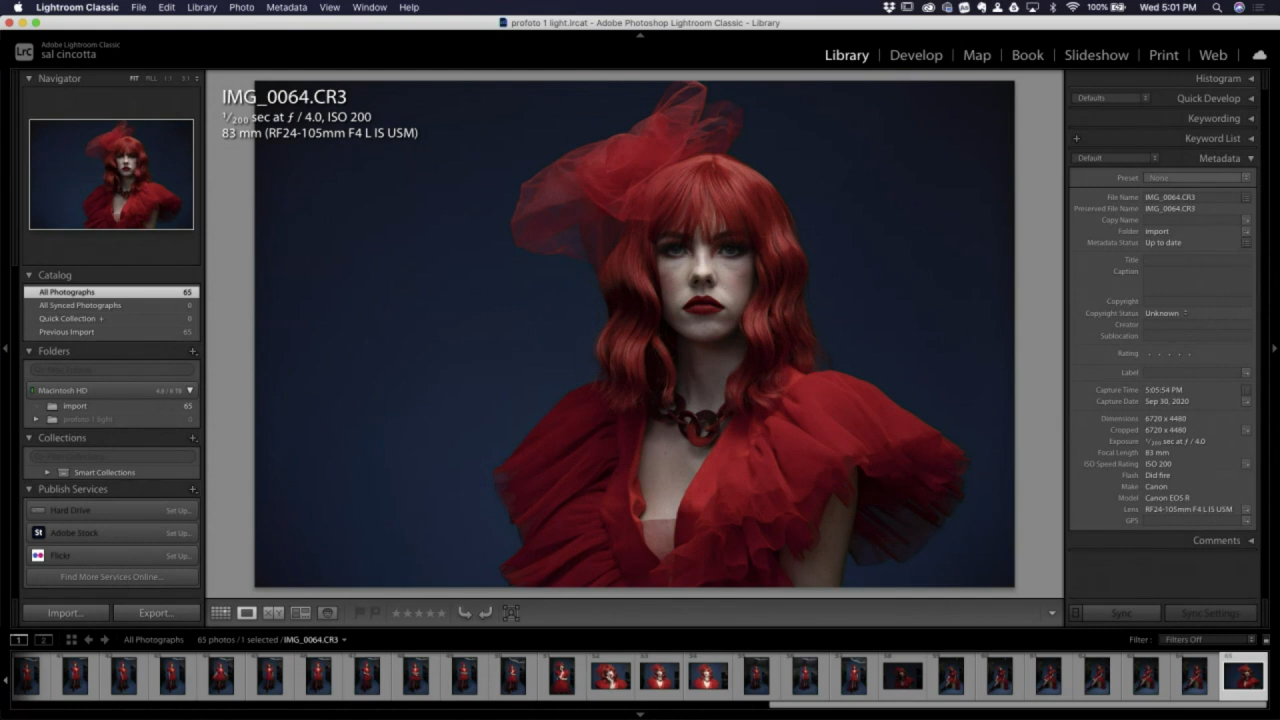 Lightroom Classic File Edit Library Photo Metadata View Window Help 100% Wed 5:01 PM
profoto 1 light.lrcat - Adobe Photoshop Lightroom Classic - Library
LrC Adobe Lightroom Classic
sal cincotta
Library | Develop | Map | Book | Slideshow | Print | Web
Navigator FIT FILL 1:1 3:1
IMG_0064.CR3
1/200 sec at ƒ / 4.0, ISO 200
83 mm (RF24-105mm F4 L IS USM)
Catalog
All Photographs 65
All Synced Photographs 0
Quick Collection + 0
Previous Import 65
Folders +
Macintosh HD
import 65
profoto 1 light 0
Collections +
Smart Collections
Publish Services +
Hard Drive Set Up...
St Adobe Stock Set Up...
Flickr Set Up...
Find More Services Online...
Import... Export...
Histogram
Defaults Quick Develop
Keywording
+ Keyword List
Default Metadata
Preset None
File Name IMG_0064.CR3
Preserved File Name IMG_0064.CR3
Copy Name
Folder import
Metadata Status Up to date
Title
Caption
Copyright
Copyright Status Unknown
Creator
Sublocation
Rating
Label
Capture Time 5:05:54 PM
Capture Date Sep 30, 2020
Dimensions 6720 x 4480
Cropped 6720 x 4480
Exposure 1/200 sec at ƒ / 4.0
Focal Length 83 mm
ISO Speed Rating ISO 200
Flash Did fire
Make Canon
Model Canon EOS R
Lens RF24-105mm F4 L IS USM
GPS
Comments
Sync Sync Settings
1 2 All Photographs 65 photos / 1 selected / IMG_0064.CR3 Filter : Filters Off